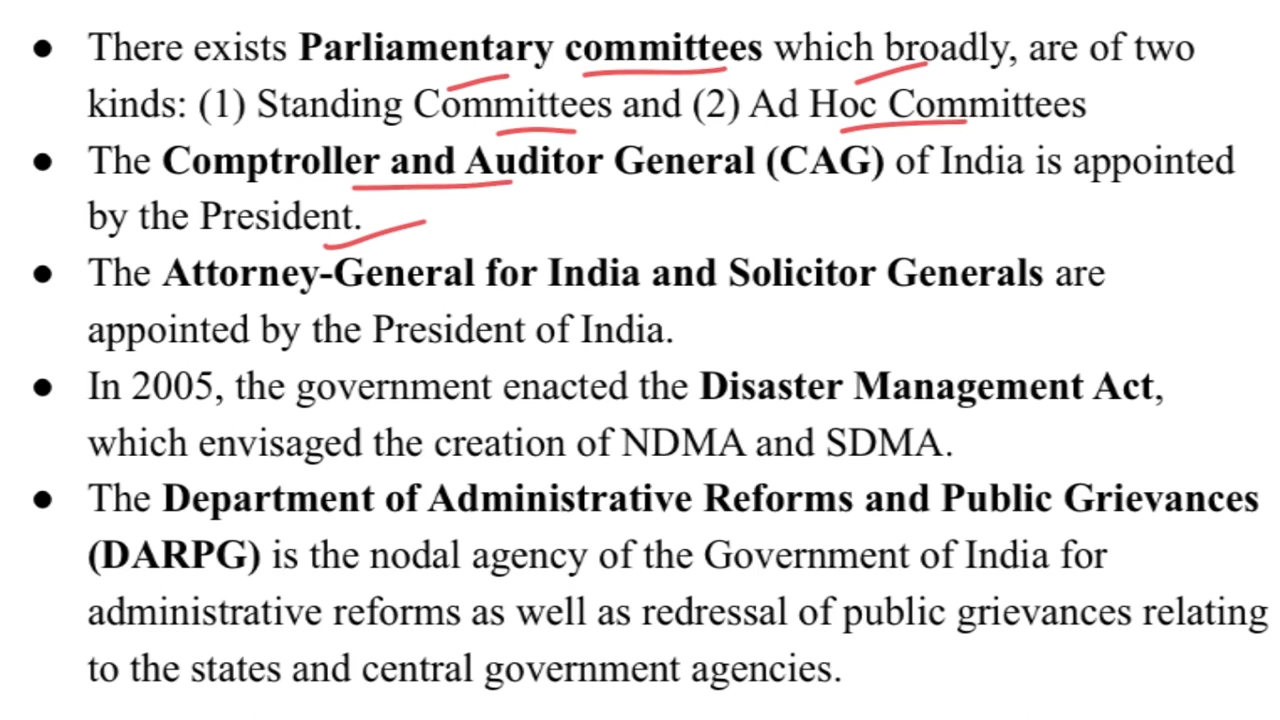 ● There exists Parliamentary committees which broadly, are of two
kinds: (1) Standing Committees and (2) Ad Hoc Committees
● The Comptroller and Auditor General (CAG) of India is appointed
by the President.
● The Attorney-General for India and Solicitor Generals are
appointed by the President of India.
● In 2005, the government enacted the Disaster Management Act,
which envisaged the creation of NDMA and SDMA.
● The Department of Administrative Reforms and Public Grievances
(DARPG) is the nodal agency of the Government of India for
administrative reforms as well as redressal of public grievances relating
to the states and central government agencies.